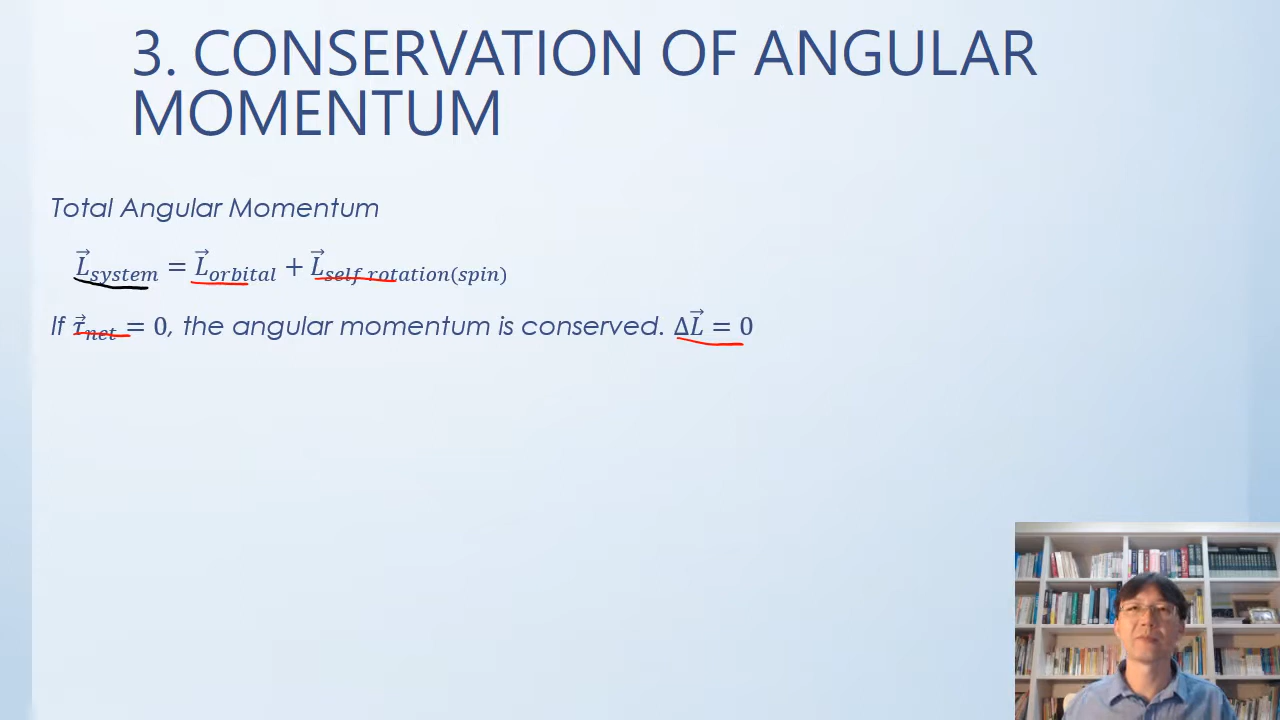 3. CONSERVATION OF ANGULAR
MOMENTUM
Total Angular Momentum
L⃗system = L⃗orbital + L⃗self rotation(spin)
If τ⃗net = 0, the angular momentum is conserved. ΔL⃗ = 0